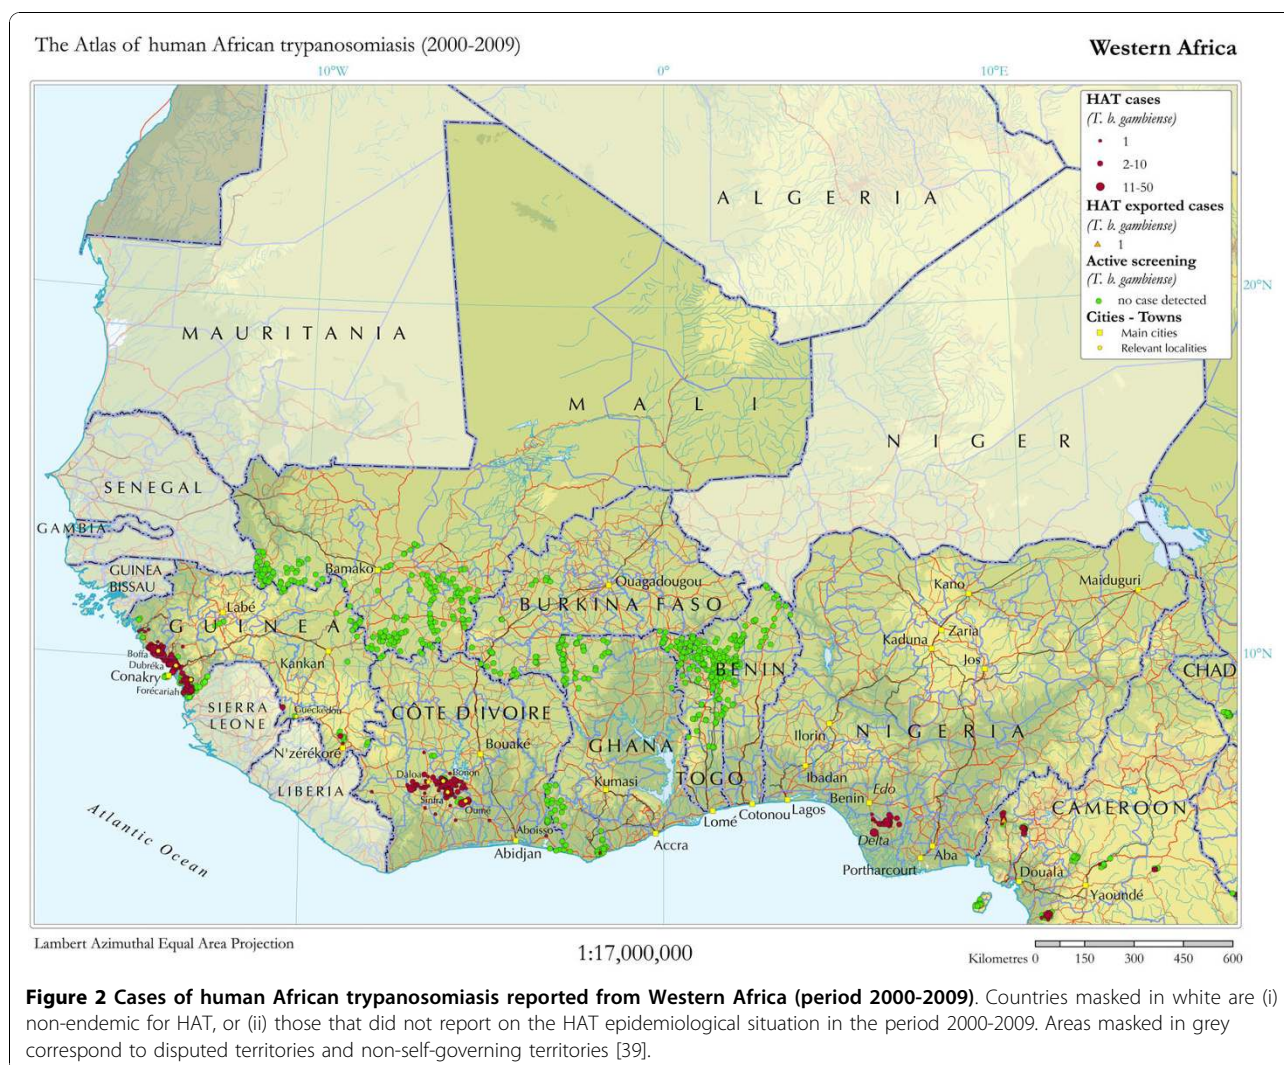 The Atlas of human African trypanosomiasis (2000-2009)
Western Africa
10°W
0°
10°E
HAT cases
(T. b. gambiense)
1
2-10
11-50
HAT exported cases
(T. b. gambiense)
1
Active screening
(T. b. gambiense)
no case detected
Cities - Towns
Main cities
Relevant localities
ALGERIA
20°N
MAURITANIA
MALI
NIGER
SENEGAL
GAMBIA
GUINEA
BISSAU
Bamako
Ouagadougou
Kano
Maiduguri
Labé
BURKINA FASO
GUINEA
Zaria
Kaduna
10°N
Boffa
Dubréka
Conakry
Forécariah
Kankan
BENIN
Jos
CHAD
SIERRA
LEONE
Guéckédou
CÔTE D'IVOIRE
NIGERIA
Ilorin
N'zérékoré
Bouaké
GHANA
Daloa
Bonon
Sinfra
Oumé
Kumasi
TOGO
Ibadan
LIBERIA
Edo
Benin
CAMEROON
Lomé
Cotonou
Lagos
Atlantic Ocean
Aboisso
Abidjan
Accra
Delta
Portharcourt
Aba
Douala
Yaoundé
Lambert Azimuthal Equal Area Projection
1:17,000,000
Kilometres 0 150 300 450 600
Figure 2 Cases of human African trypanosomiasis reported from Western Africa (period 2000-2009). Countries masked in white are (i)
non-endemic for HAT, or (ii) those that did not report on the HAT epidemiological situation in the period 2000-2009. Areas masked in grey
correspond to disputed territories and non-self-governing territories [39].